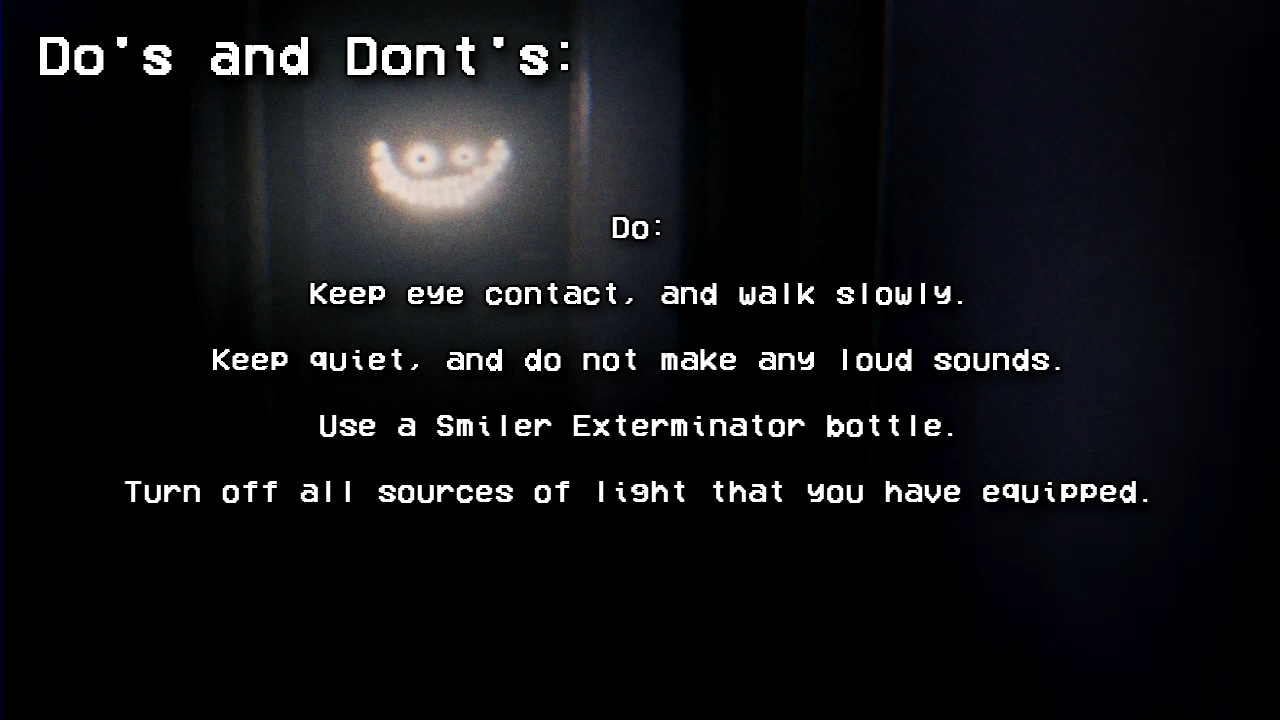 Do's and Dont's:
Do:
Keep eye contact, and walk slowly.
Keep quiet, and do not make any loud sounds.
Use a Smiler Exterminator bottle.
Turn off all sources of light that you have equipped.